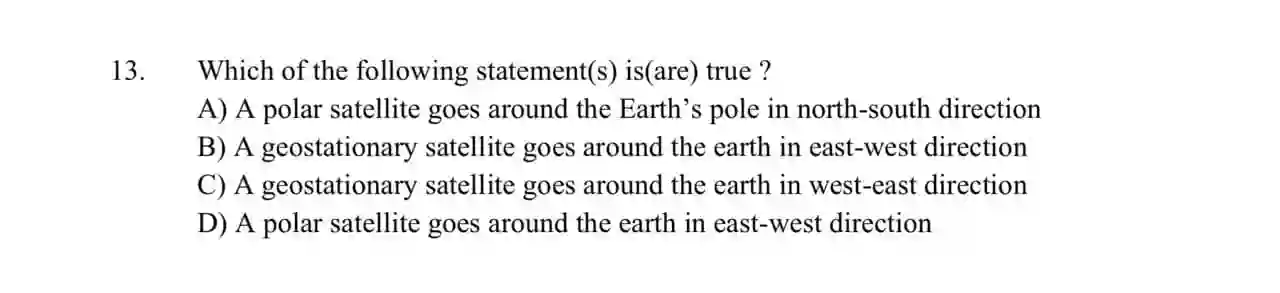 13. Which of the following statement(s) is(are) true ?
A) A polar satellite goes around the Earth’s pole in north-south direction
B) A geostationary satellite goes around the earth in east-west direction
C) A geostationary satellite goes around the earth in west-east direction
D) A polar satellite goes around the earth in east-west direction